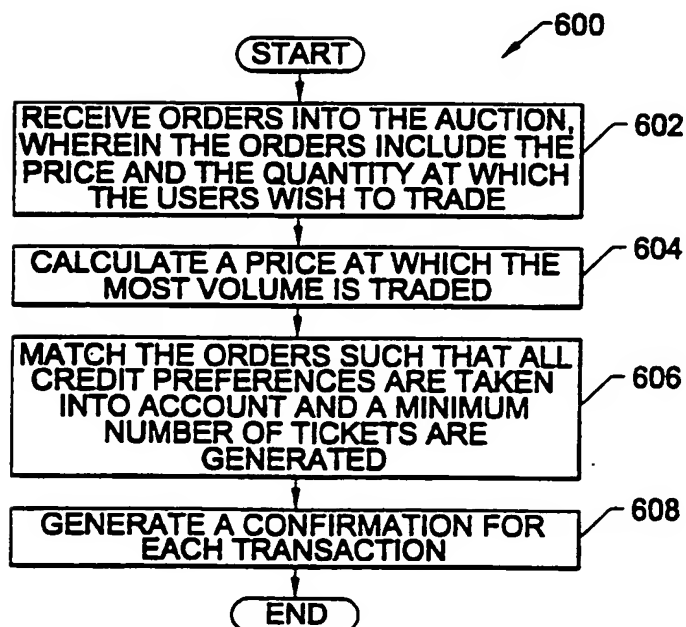 600
START
RECEIVE ORDERS INTO THE AUCTION,
WHEREIN THE ORDERS INCLUDE THE
PRICE AND THE QUANTITY AT WHICH
THE USERS WISH TO TRADE
602
CALCULATE A PRICE AT WHICH THE
MOST VOLUME IS TRADED
604
MATCH THE ORDERS SUCH THAT ALL
CREDIT PREFERENCES ARE TAKEN
INTO ACCOUNT AND A MINIMUM
NUMBER OF TICKETS ARE
GENERATED
606
GENERATE A CONFIRMATION FOR
EACH TRANSACTION
608
END